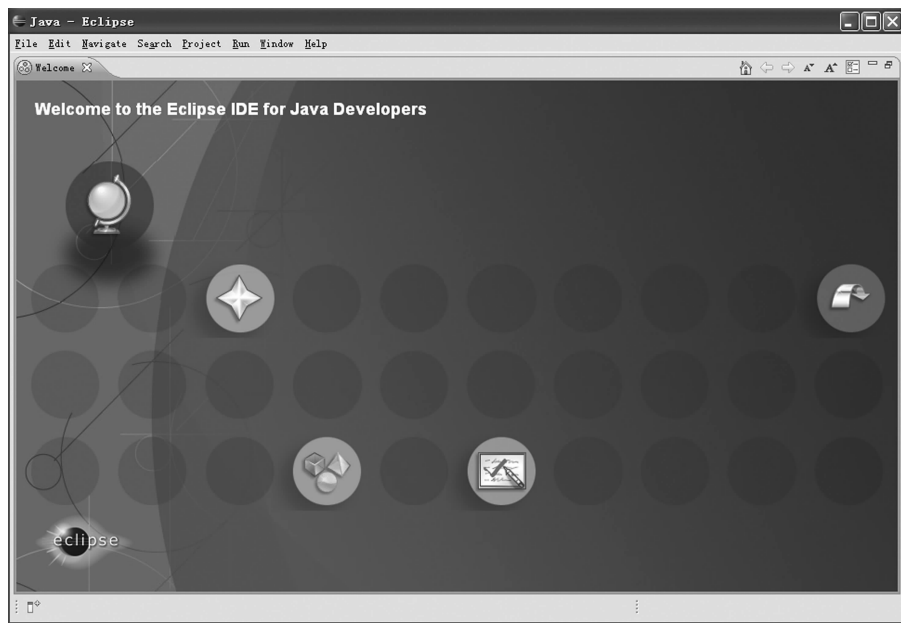 Java - Eclipse
File Edit Navigate Search Project Run Window Help
Welcome
Welcome to the Eclipse IDE for Java Developers
eclipse